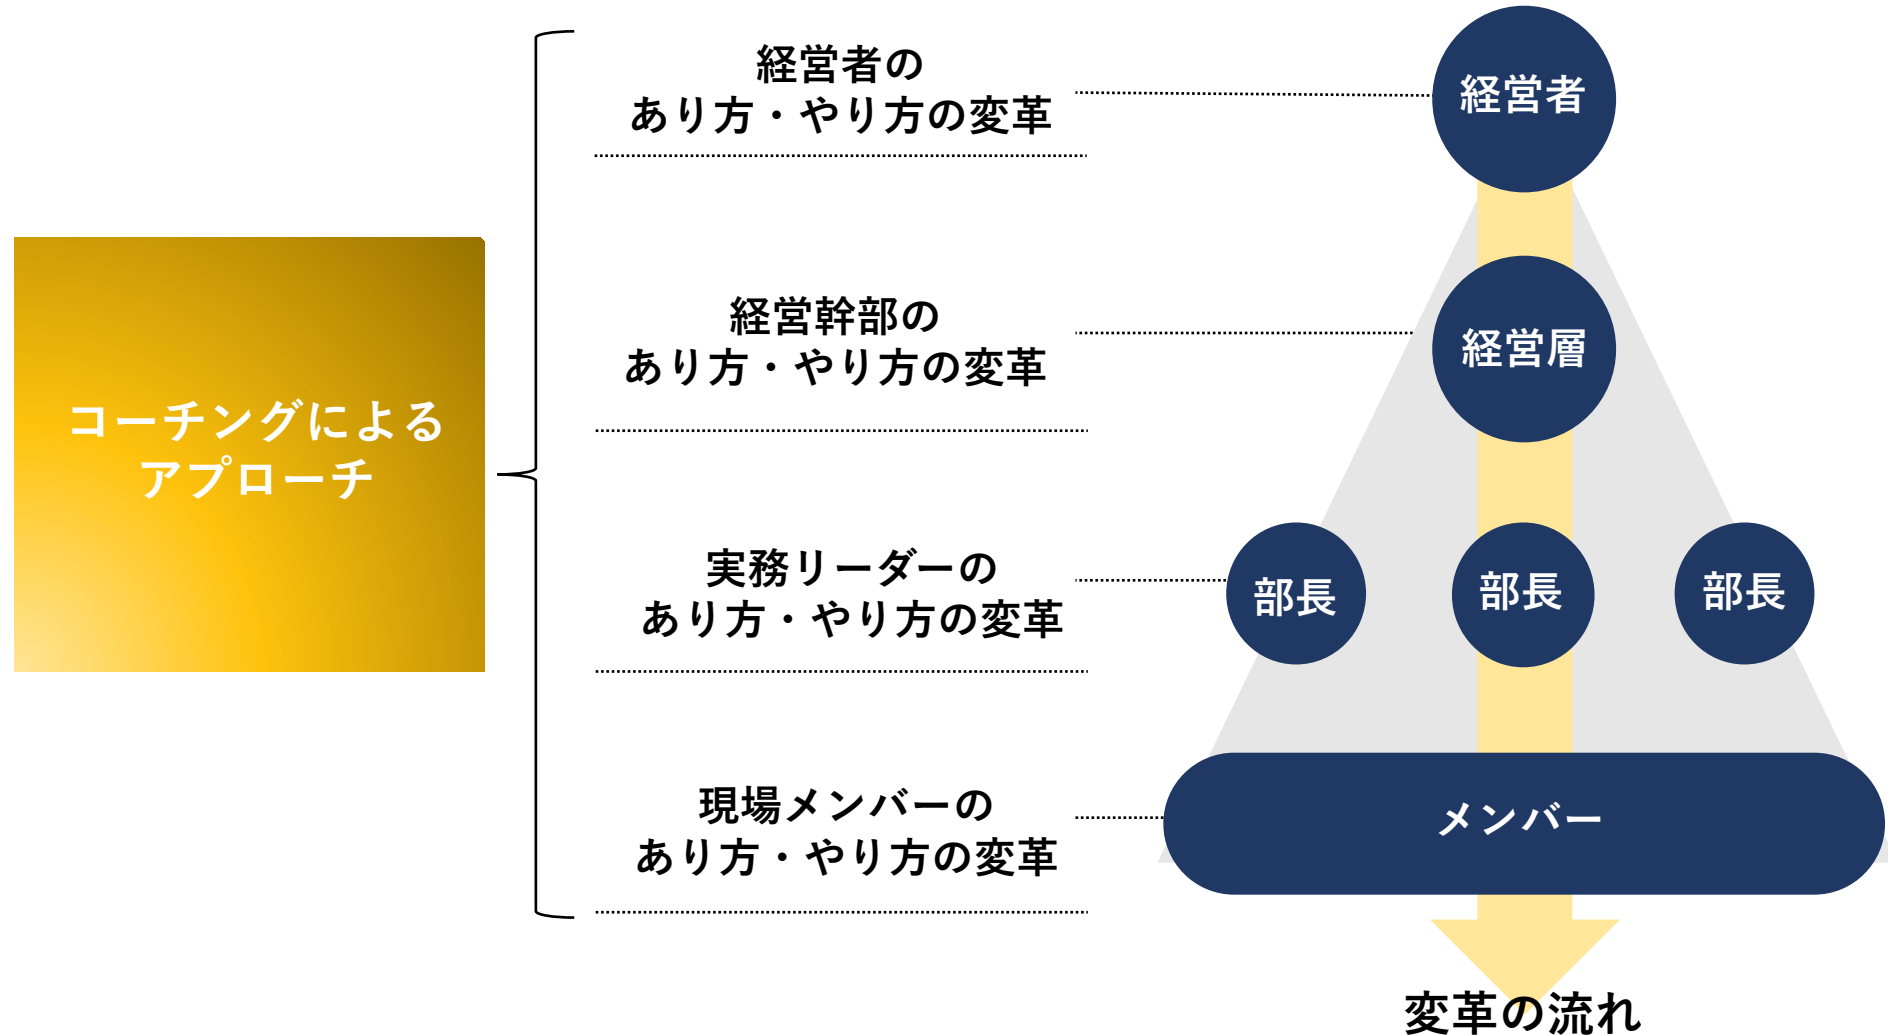 コーチングによる
アプローチ
経営者の
あり方・やり方の変革
経営幹部の
あり方・やり方の変革
実務リーダーの
あり方・やり方の変革
現場メンバーの
あり方・やり方の変革
経営者
経営層
部長
部長
部長
メンバー
変革の流れ